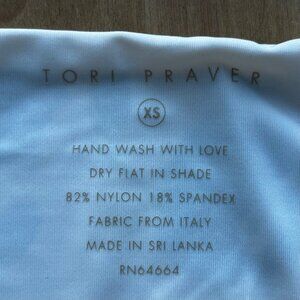 TORI PRAVER
XS
HAND WASH WITH LOVE
DRY FLAT IN SHADE
82% NYLON 18% SPANDEX
FABRIC FROM ITALY
MADE IN SRI LANKA
RN64664